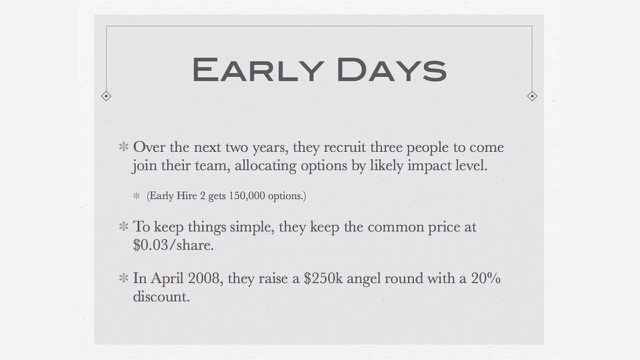 Early Days
Over the next two years, they recruit three people to come
join their team, allocating options by likely impact level.
(Early Hire 2 gets 150,000 options.)
To keep things simple, they keep the common price at
$0.03/share.
In April 2008, they raise a $250k angel round with a 20%
discount.